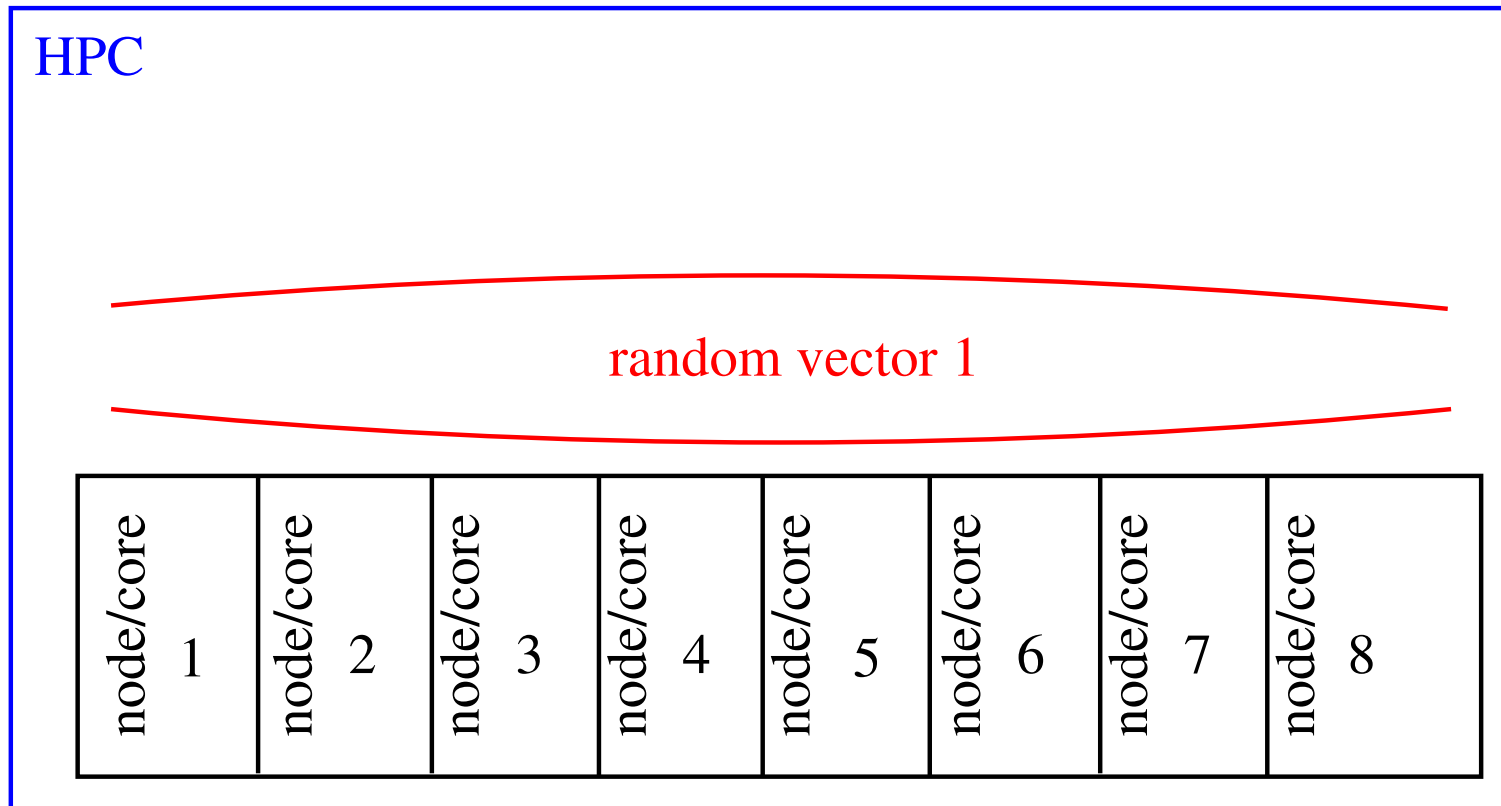 HPC
random vector 1
node/core 1
node/core 2
node/core 3
node/core 4
node/core 5
node/core 6
node/core 7
node/core 8